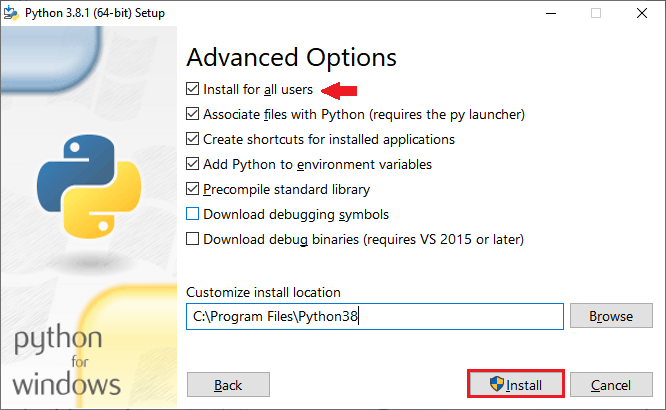 Python 3.8.1 (64-bit) Setup
Advanced Options
Install for all users
Associate files with Python (requires the py launcher)
Create shortcuts for installed applications
Add Python to environment variables
Precompile standard library
Download debugging symbols
Download debug binaries (requires VS 2015 or later)
Customize install location
C:\Program Files\Python38
Browse
python
for
windows
Back
Install
Cancel